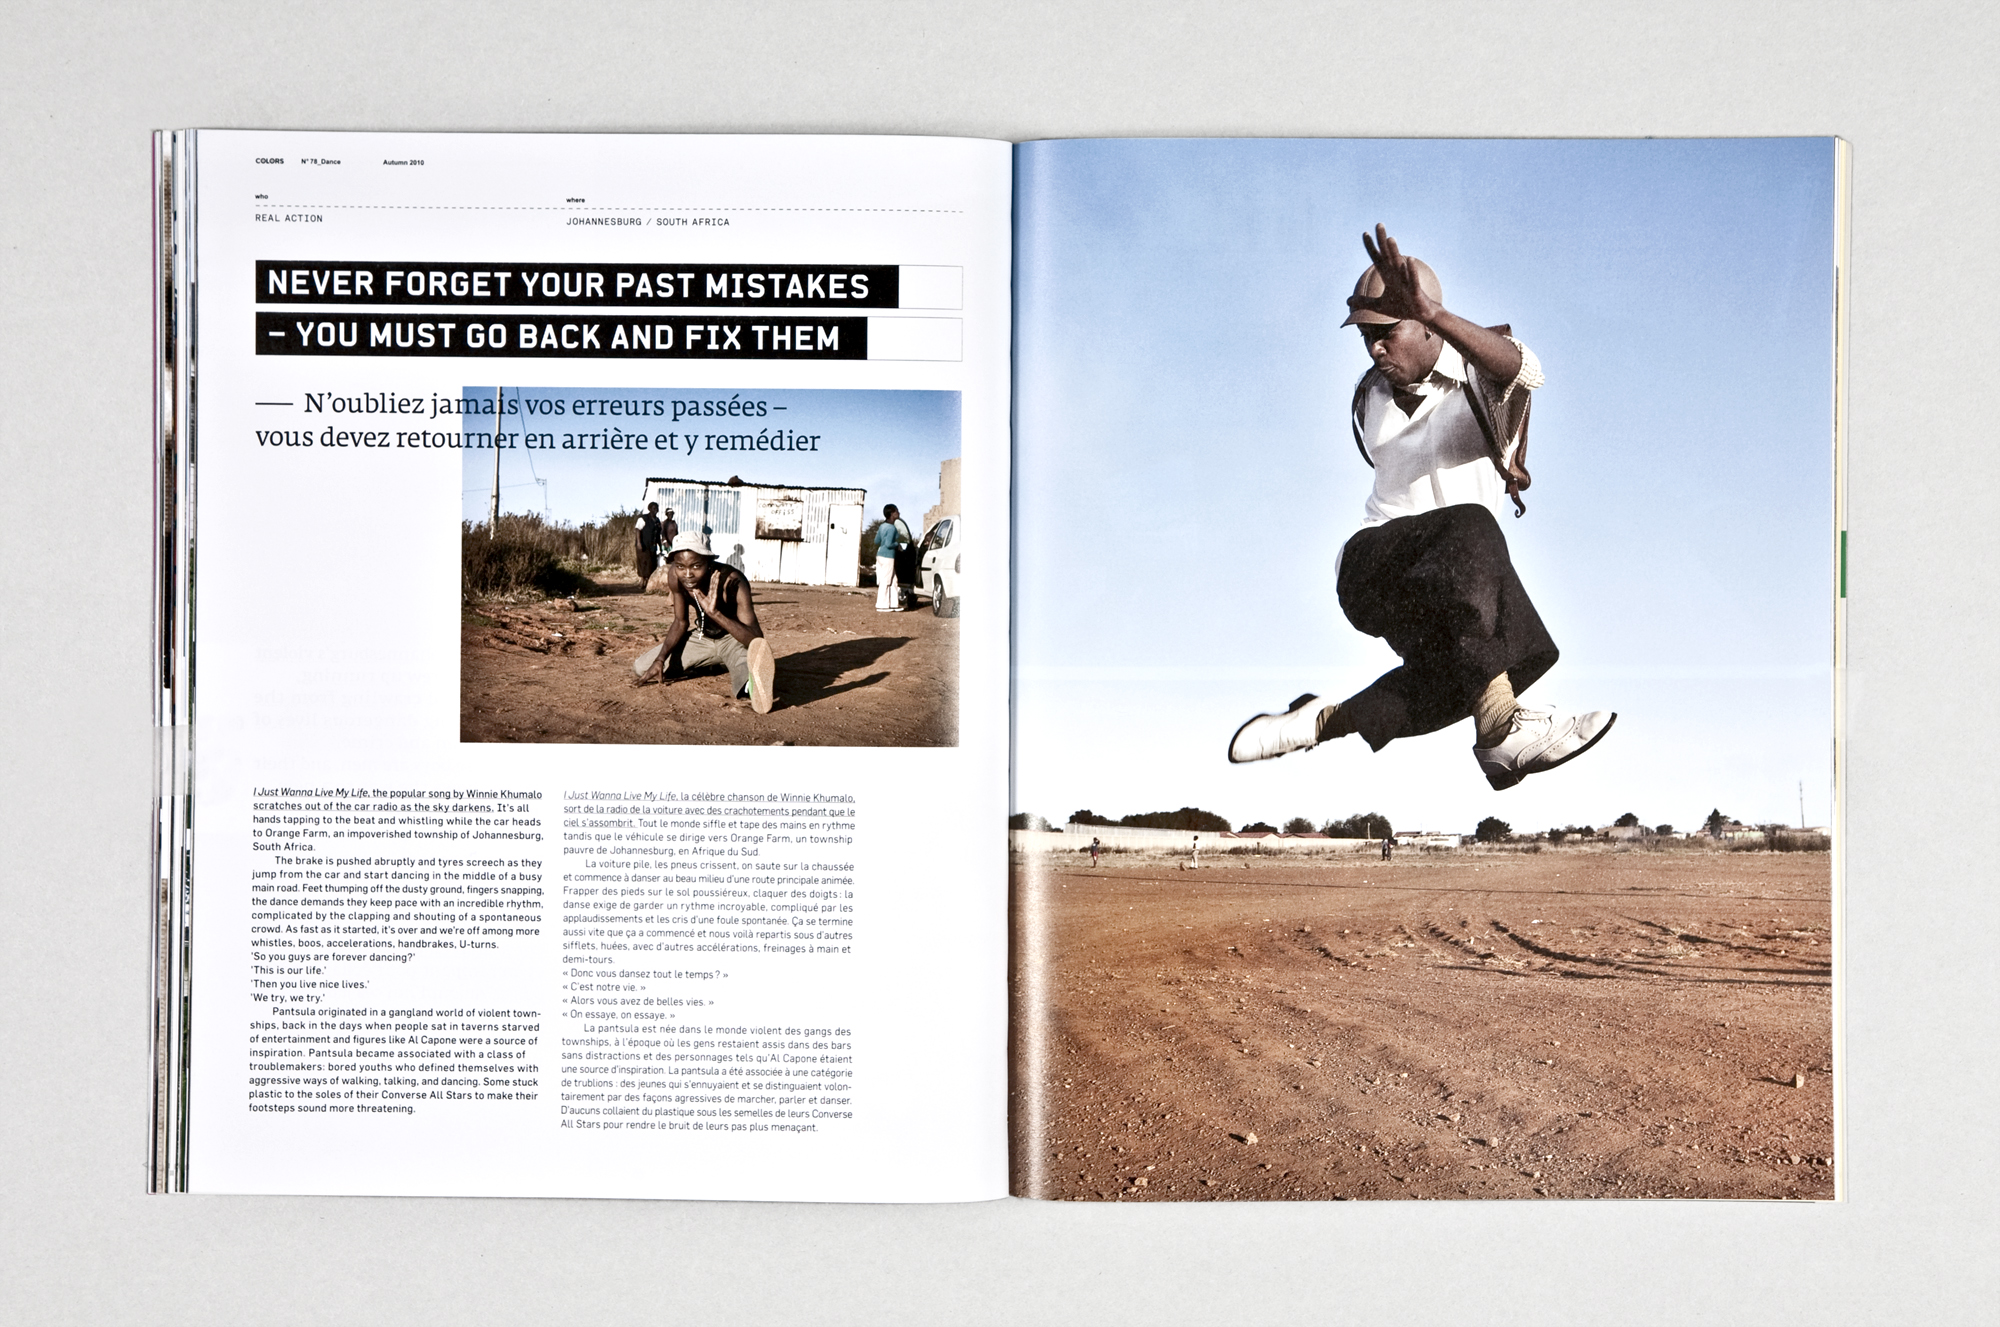 COLORS N°78_Dance Autumn 2010
who
where
REAL ACTION
JOHANNESBURG / SOUTH AFRICA
NEVER FORGET YOUR PAST MISTAKES
– YOU MUST GO BACK AND FIX THEM
— N’oubliez jamais vos erreurs passées –
vous devez retourner en arrière et y remédier
I Just Wanna Live My Life, the popular song by Winnie Khumalo
scratches out of the car radio as the sky darkens. It's all
hands tapping to the beat and whistling while the car heads
to Orange Farm, an impoverished township of Johannesburg,
South Africa.
The brake is pushed abruptly and tyres screech as they
jump from the car and start dancing in the middle of a busy
main road. Feet thumping off the dusty ground, fingers snapping,
the dance demands they keep pace with an incredible rhythm,
complicated by the clapping and shouting of a spontaneous
crowd. As fast as it started, it's over and we're off among more
whistles, boos, accelerations, handbrakes, U-turns.
'So you guys are forever dancing?'
'This is our life.'
'Then you live nice lives.'
'We try, we try.'
Pantsula originated in a gangland world of violent town-
ships, back in the days when people sat in taverns starved
of entertainment and figures like Al Capone were a source of
inspiration. Pantsula became associated with a class of
troublemakers: bored youths who defined themselves with
aggressive ways of walking, talking, and dancing. Some stuck
plastic to the soles of their Converse All Stars to make their
footsteps sound more threatening.
I Just Wanna Live My Life, la célèbre chanson de Winnie Khumalo,
sort de la radio de la voiture avec des crachotements pendant que le
ciel s'assombrit. Tout le monde siffle et tape des mains en rythme
tandis que le véhicule se dirige vers Orange Farm, un township
pauvre de Johannesburg, en Afrique du Sud.
La voiture pile, les pneus crissent, on saute sur la chaussée
et commence à danser au beau milieu d'une route principale animée.
Frapper des pieds sur le sol poussiéreux, claquer des doigts : la
danse exige de garder un rythme incroyable, compliqué par les
applaudissements et les cris d'une foule spontanée. Ça se termine
aussi vite que ça a commencé et nous voilà repartis sous d'autres
sifflets, huées, avec d'autres accélérations, freinages à main et
demi-tours.
« Donc vous dansez tout le temps ? »
« C'est notre vie. »
« Alors vous avez de belles vies. »
« On essaye, on essaye. »
La pantsula est née dans le monde violent des gangs des
townships, à l'époque où les gens restaient assis dans des bars
sans distractions et des personnages tels qu'Al Capone étaient
une source d'inspiration. La pantsula a été associée à une catégorie
de trublions : des jeunes qui s'ennuyaient et se distinguaient volon-
tairement par des façons agressives de marcher, parler et danser.
D'aucuns collaient du plastique sous les semelles de leurs Converse
All Stars pour rendre le bruit de leurs pas plus menaçant.